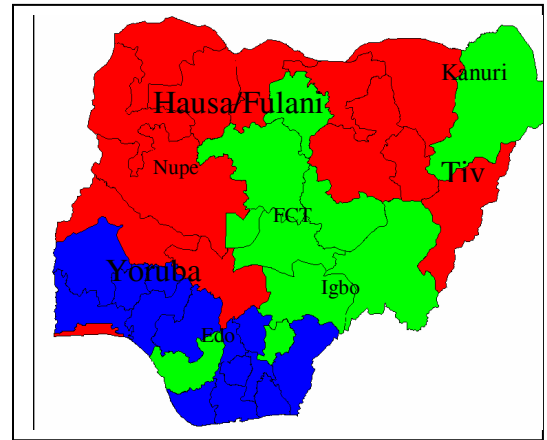 Kanuri
Hausa/Fulani
Nupe
Tiv
FCT
Yoruba
Igbo
Edo